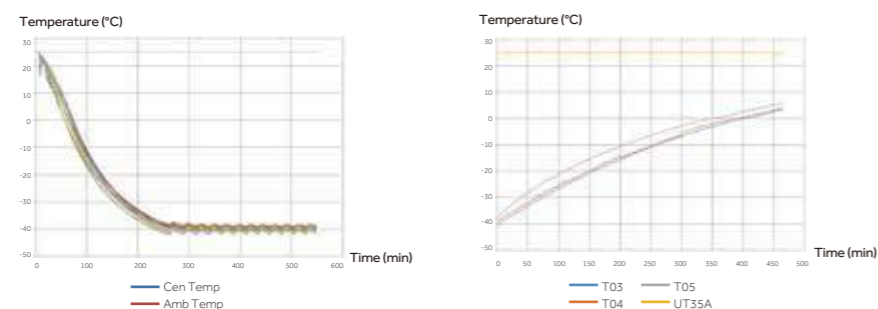 Temperature (°C)
30
20
10
0
-10
-20
-30
-40
-50
0 100 200 300 400 500 600
Time (min)
Cen Temp
Amb Temp
Temperature (°C)
30
20
10
0
-10
-20
-30
-40
-50
0 50 100 150 200 250 300 350 400 450 500
Time (min)
T03 T05
T04 UT35A